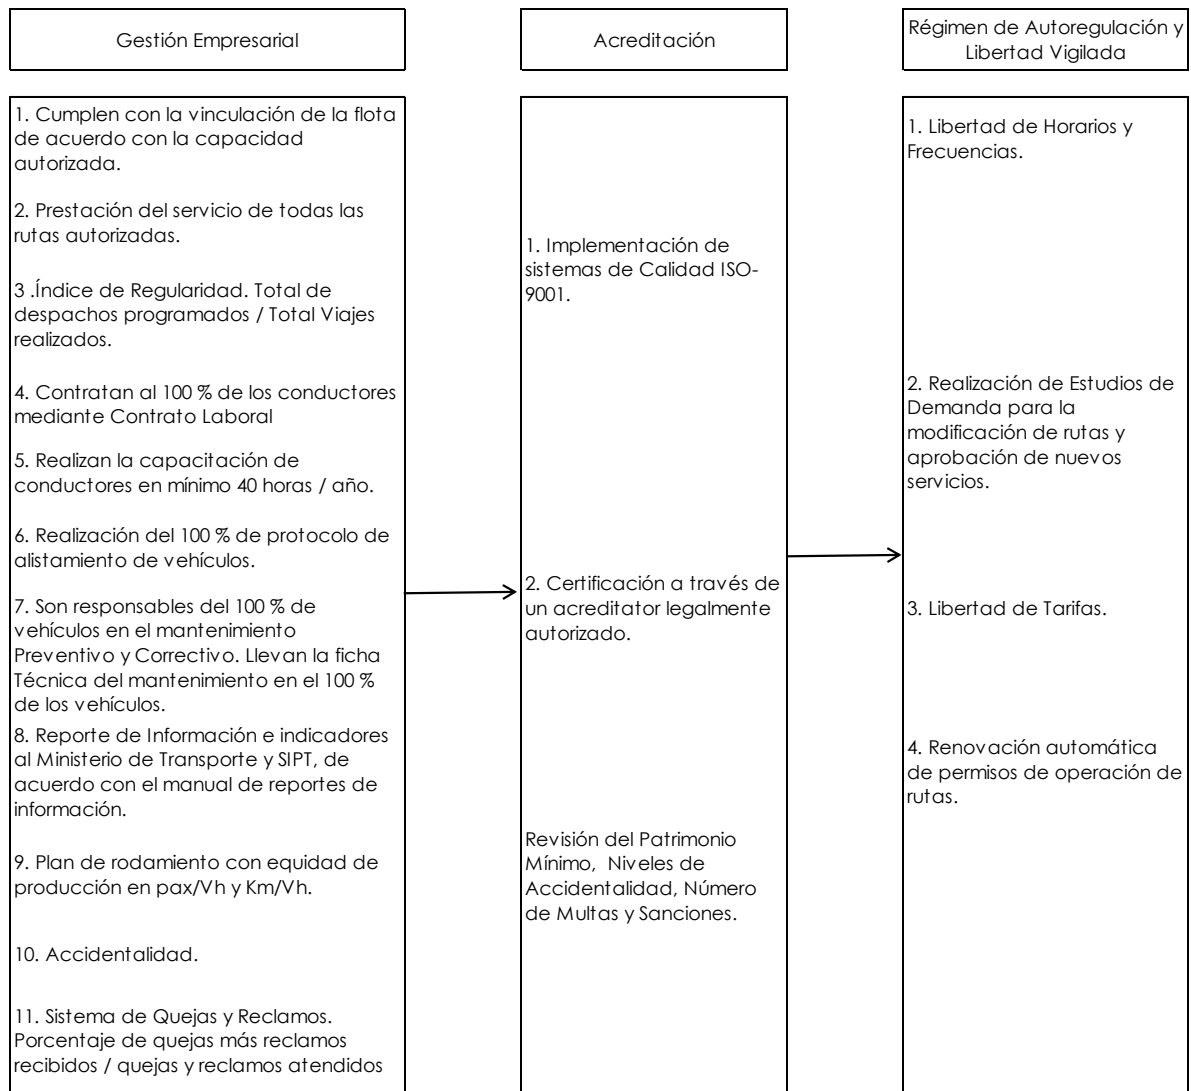 Gestión Empresarial
1. Cumplen con la vinculación de la flota
de acuerdo con la capacidad
autorizada.
2. Prestación del servicio de todas las
rutas autorizadas.
3 .Índice de Regularidad. Total de
despachos programados / Total Viajes
realizados.
4. Contratan al 100 % de los conductores
mediante Contrato Laboral
5. Realizan la capacitación de
conductores en mínimo 40 horas / año.
6. Realización del 100 % de protocolo de
alistamiento de vehículos.
7. Son responsables del 100 % de
vehículos en el mantenimiento
Preventivo y Correctivo. Llevan la ficha
Técnica del mantenimiento en el 100 %
de los vehículos.
8. Reporte de Información e indicadores
al Ministerio de Transporte y SIPT, de
acuerdo con el manual de reportes de
información.
9. Plan de rodamiento con equidad de
producción en pax/Vh y Km/Vh.
10. Accidentalidad.
11. Sistema de Quejas y Reclamos.
Porcentaje de quejas más reclamos
recibidos / quejas y reclamos atendidos
Acreditación
1. Implementación de
sistemas de Calidad ISO-
9001.
2. Certificación a través de
un acreditator legalmente
autorizado.
Revisión del Patrimonio
Mínimo, Niveles de
Accidentalidad, Número
de Multas y Sanciones.
Régimen de Autoregulación y
Libertad Vigilada
1. Libertad de Horarios y
Frecuencias.
2. Realización de Estudios de
Demanda para la
modificación de rutas y
aprobación de nuevos
servicios.
3. Libertad de Tarifas.
4. Renovación automática
de permisos de operación de
rutas.